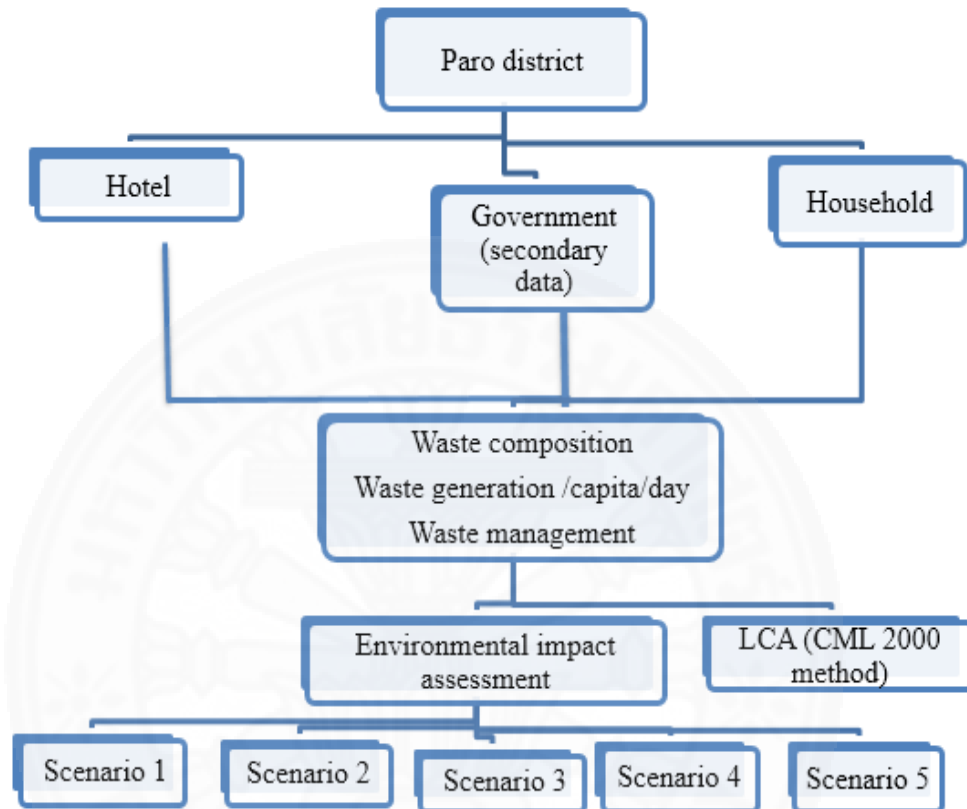 Paro district
Hotel
Government
(secondary
data)
Household
Waste composition
Waste generation /capita/day
Waste management
Environmental impact
assessment
LCA (CML 2000
method)
Scenario 1
Scenario 2
Scenario 3
Scenario 4
Scenario 5